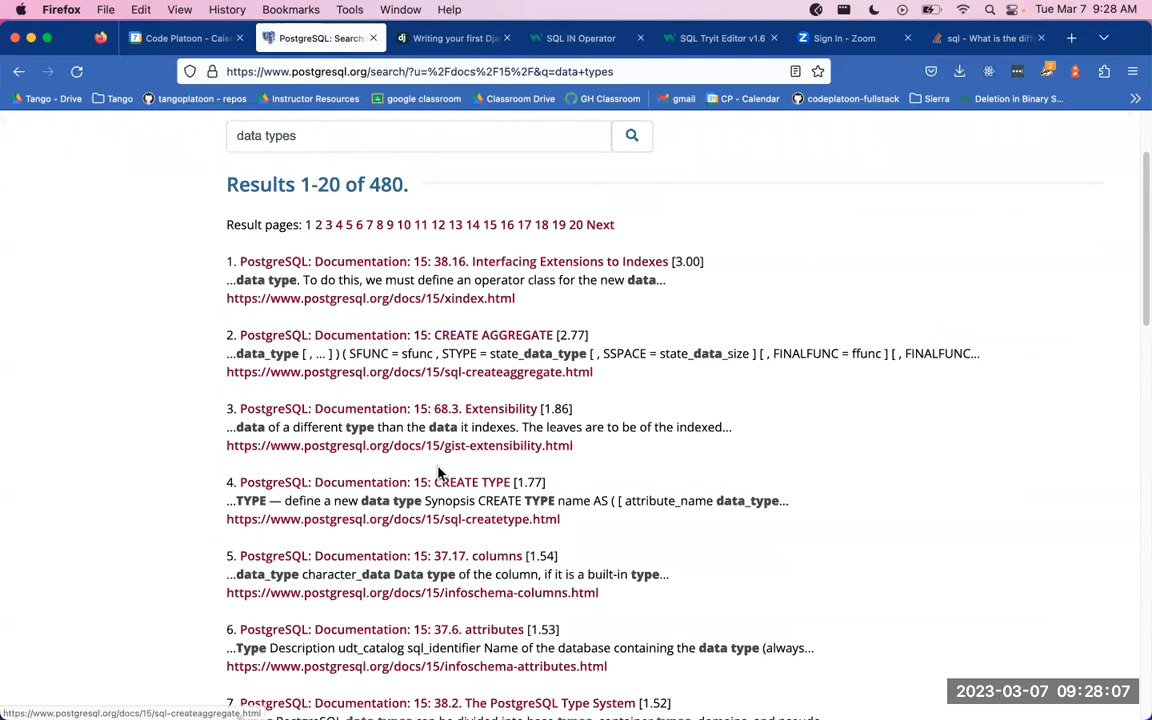 Firefox File Edit View History Bookmarks Tools Window Help Tue Mar 7 9:28 AM
Code Platoon - Cale PostgreSQL: Search Writing your first Dja SQL IN Operator SQL Tryit Editor v1.6 Sign In - Zoom sql - What is the diff
https://www.postgresql.org/search/?u=%2Fdocs%2F15%2F&q=data+types
Tango - Drive Tango tangoplatoon - repos Instructor Resources google classroom Classroom Drive GH Classroom gmail CP - Calendar codeplatoon-fullstack Sierra Deletion in Binary S...
data types
Results 1-20 of 480.
Result pages: 1 2 3 4 5 6 7 8 9 10 11 12 13 14 15 16 17 18 19 20 Next
1. PostgreSQL: Documentation: 15: 38.16. Interfacing Extensions to Indexes [3.00]
...data type. To do this, we must define an operator class for the new data...
https://www.postgresql.org/docs/15/xindex.html
2. PostgreSQL: Documentation: 15: CREATE AGGREGATE [2.77]
...data_type [ , ... ] ) ( SFUNC = sfunc , STYPE = state_data_type [ , SSPACE = state_data_size ] [ , FINALFUNC = ffunc ] [ , FINALFUNC...
https://www.postgresql.org/docs/15/sql-createaggregate.html
3. PostgreSQL: Documentation: 15: 68.3. Extensibility [1.86]
...data of a different type than the data it indexes. The leaves are to be of the indexed...
https://www.postgresql.org/docs/15/gist-extensibility.html
4. PostgreSQL: Documentation: 15: CREATE TYPE [1.77]
...TYPE — define a new data type Synopsis CREATE TYPE name AS ( [ attribute_name data_type...
https://www.postgresql.org/docs/15/sql-createtype.html
5. PostgreSQL: Documentation: 15: 37.17. columns [1.54]
...data_type character_data Data type of the column, if it is a built-in type...
https://www.postgresql.org/docs/15/infoschema-columns.html
6. PostgreSQL: Documentation: 15: 37.6. attributes [1.53]
...Type Description udt_catalog sql_identifier Name of the database containing the data type (always...
https://www.postgresql.org/docs/15/infoschema-attributes.html
7. PostgreSQL: Documentation: 15: 38.2. The PostgreSQL Type System [1.52]
2023-03-07 09:28:07
https://www.postgresql.org/docs/15/sql-createaggregate.html